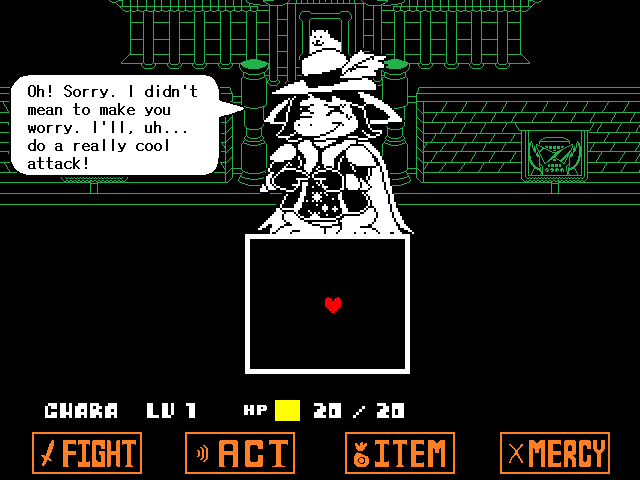 Oh! Sorry. I didn't
mean to make you
worry. I'll, uh...
do a really cool
attack!
CHARA LV 1 HP 20 / 20
FIGHT ACT ITEM MERCY